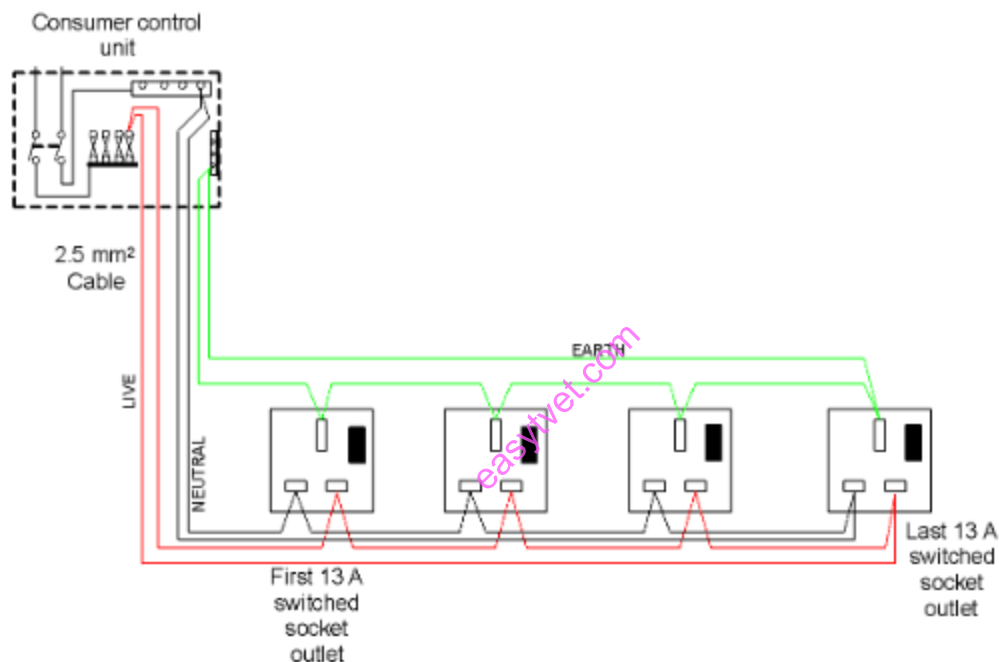 Consumer control
unit
2.5 mm²
Cable
LIVE
NEUTRAL
EARTH
easytvet.com
First 13 A
switched
socket
outlet
Last 13 A
switched
socket
outlet